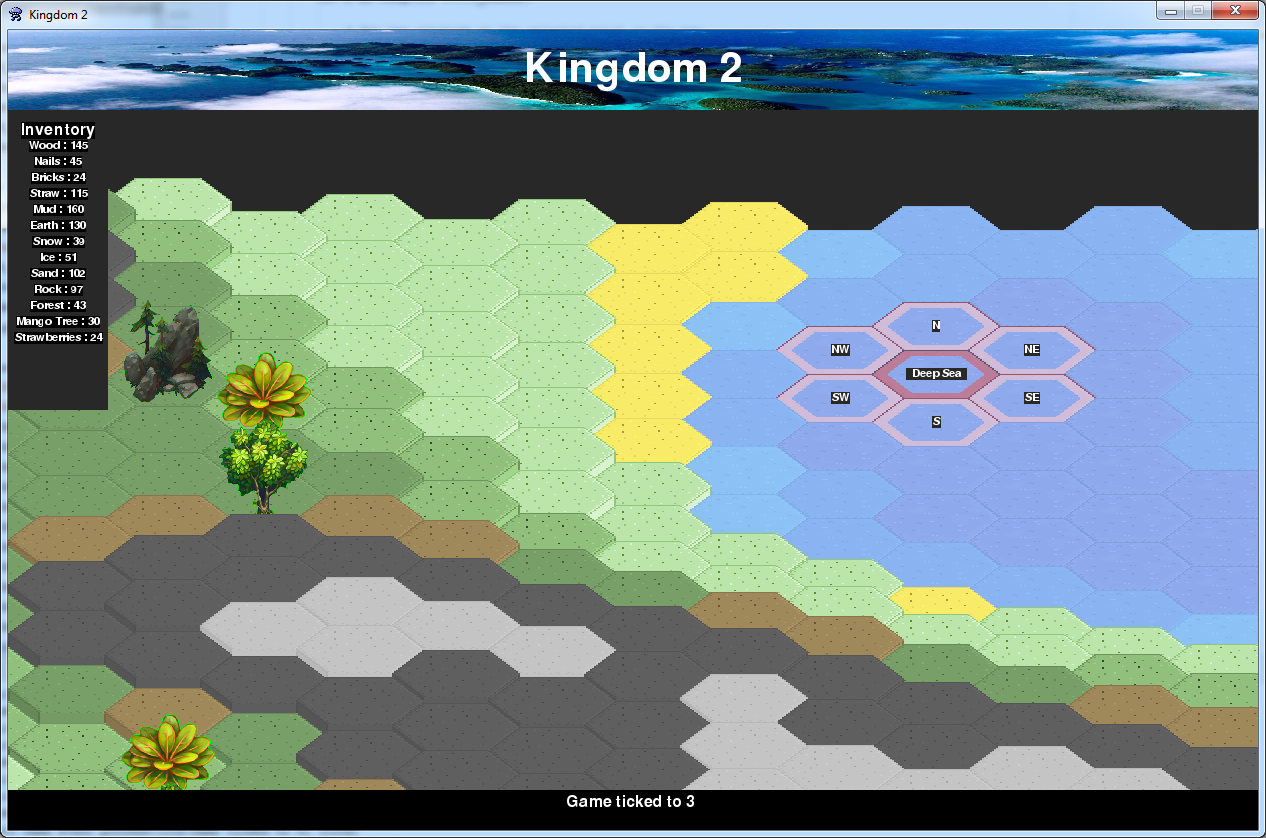 Kingdom 2
Kingdom 2
Inventory
Wood : 145
Nails : 45
Bricks : 24
Straw : 115
Mud : 160
Earth : 130
Snow : 39
Ice : 51
Sand : 102
Rock : 97
Forest : 43
Mango Tree : 30
Strawberries : 24
N
NW
NE
Deep Sea
SW
SE
S
Game ticked to 3